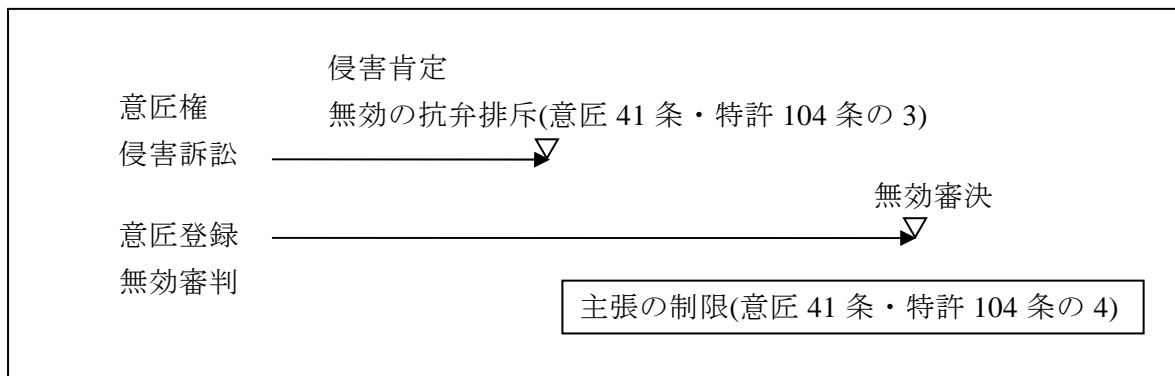 侵害肯定
意匠権
無効の抗弁排斥(意匠 41 条・特許 104 条の 3)
侵害訴訟
無効審決
意匠登録
無効審判
主張の制限(意匠 41 条・特許 104 条の 4)